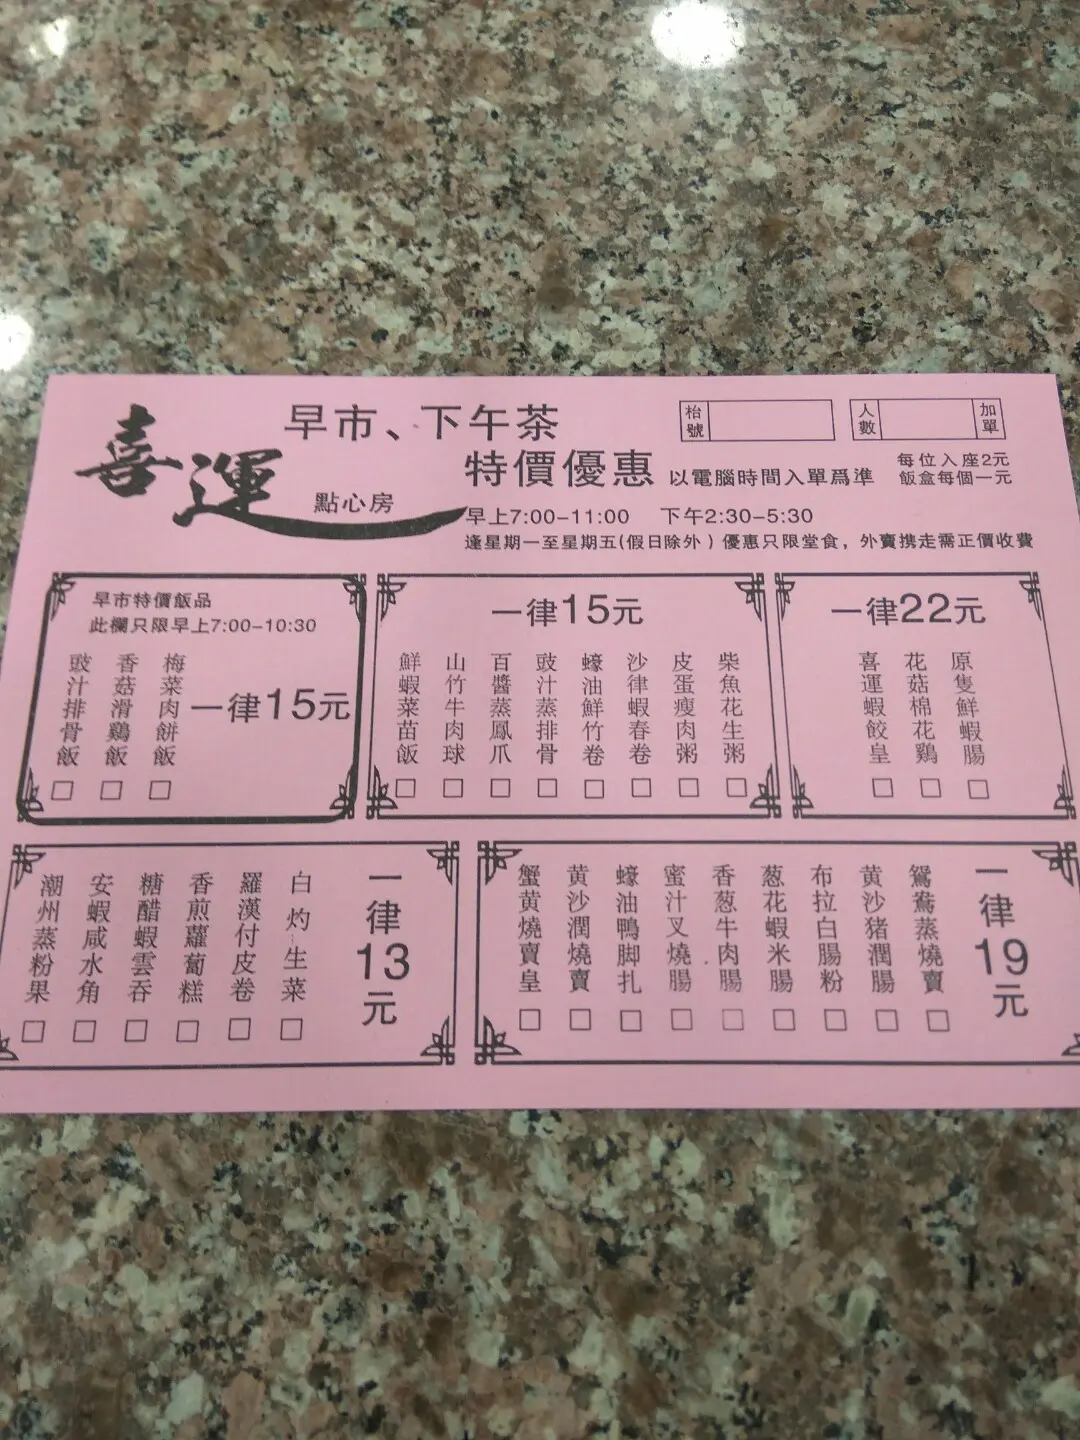 喜運
點心房
早市、下午茶
特價優惠 以電腦時間入單爲準
枱號
人數
加單
每位入座2元
飯盒每個一元
早上7:00-11:00 下午2:30-5:30
逢星期一至星期五(假日除外）優惠只限堂食，外賣携走需正價收費
早市特價飯品
此欄只限早上7:00-10:30
豉汁排骨飯
香菇滑鷄飯
梅菜肉餅飯
一律15元
一律15元
鮮蝦菜苗飯
山竹牛肉球
百醬蒸鳳爪
豉汁蒸排骨
蠔油鮮竹卷
沙律蝦春卷
皮蛋瘦肉粥
柴魚花生粥
一律22元
喜運蝦餃皇
花菇棉花鷄
原隻鮮蝦腸
潮州蒸粉果
安蝦咸水角
糖醋蝦雲吞
香煎蘿蔔糕
羅漢付皮卷
白灼生菜
一律13元
蟹黄燒賣皇
黄沙潤燒賣
蠔油鴨脚扎
蜜汁叉燒腸
香葱牛肉腸
葱花蝦米腸
布拉白腸粉
黄沙猪潤腸
鴛鴦蒸燒賣
一律19元